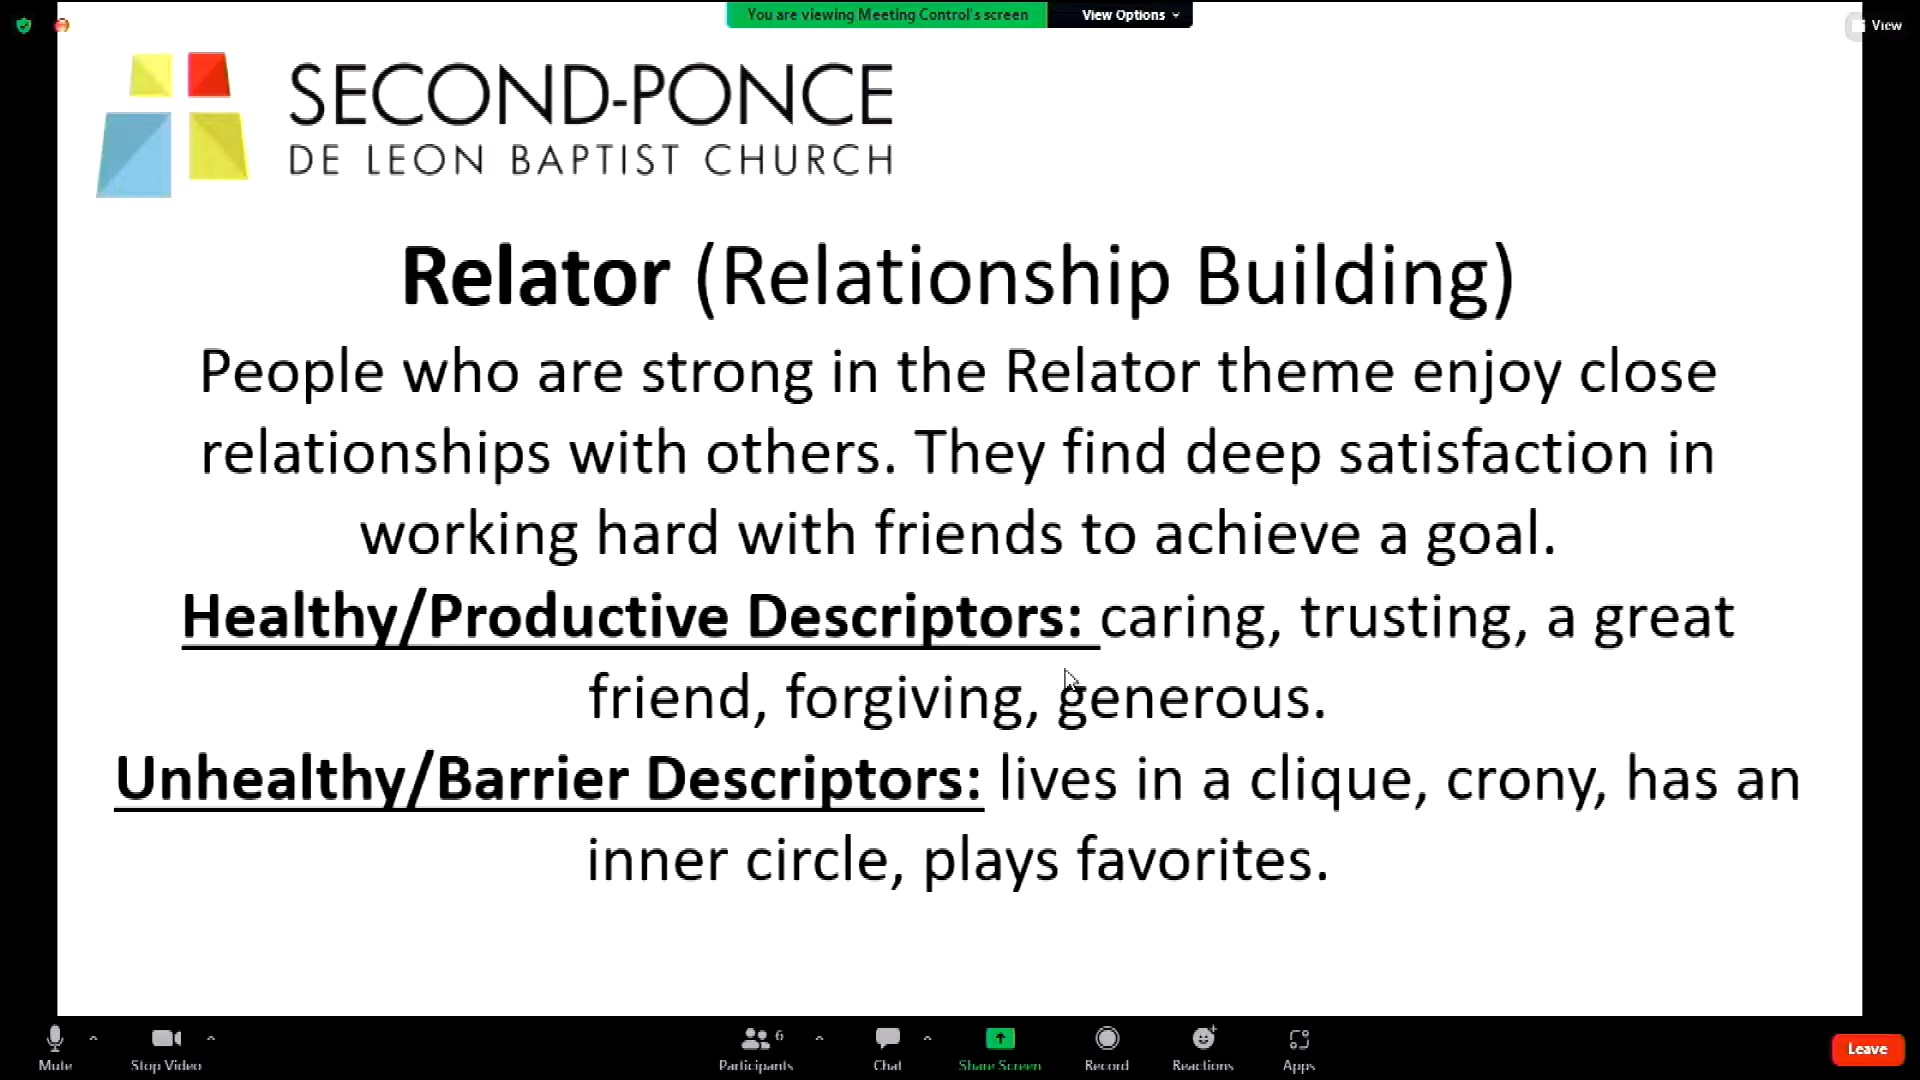 You are viewing Meeting Control's screen
View Options
View
SECOND-PONCE
DE LEON BAPTIST CHURCH
Relator (Relationship Building)
People who are strong in the Relator theme enjoy close
relationships with others. They find deep satisfaction in
working hard with friends to achieve a goal.
Healthy/Productive Descriptors: caring, trusting, a great
friend, forgiving, generous.
Unhealthy/Barrier Descriptors: lives in a clique, crony, has an
inner circle, plays favorites.
Mute
Stop Video
6
Participants
Chat
Share Screen
Record
Reactions
Apps
Leave